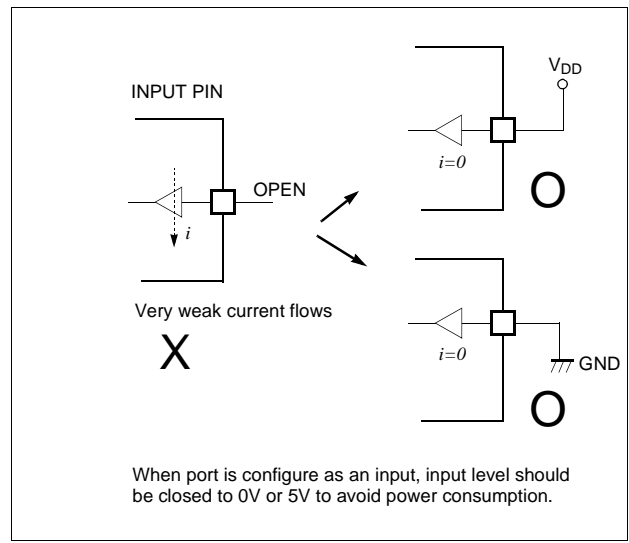 INPUT PIN
OPEN
i
Very weak current flows
X
VDD
i=0
O
i=0
GND
O
When port is configure as an input, input level should
be closed to 0V or 5V to avoid power consumption.